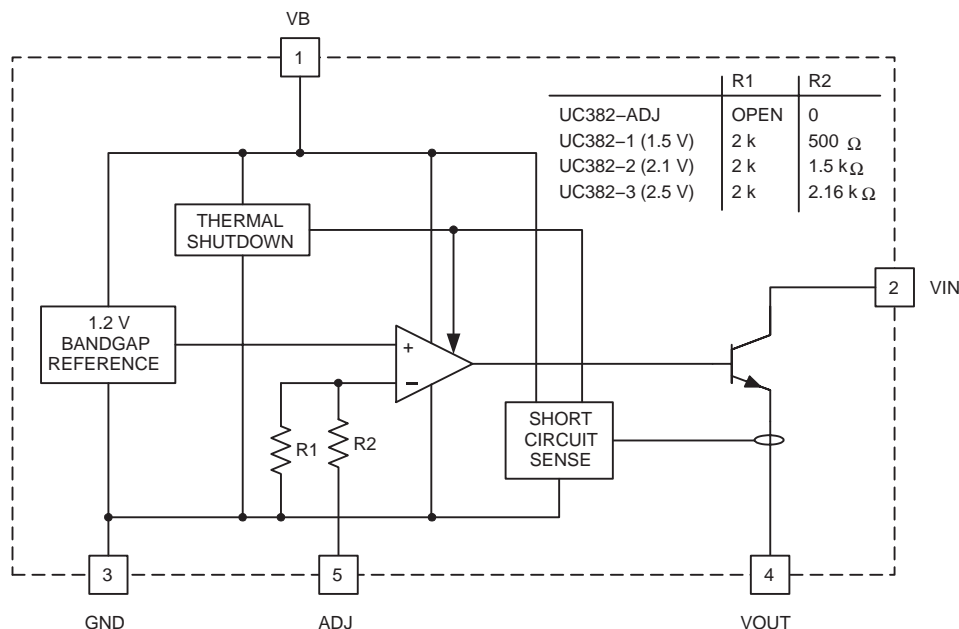 VB
1
R1 R2
UC382–ADJ OPEN 0
UC382–1 (1.5 V) 2 k 500 Ω
UC382–2 (2.1 V) 2 k 1.5 kΩ
UC382–3 (2.5 V) 2 k 2.16 k Ω
THERMAL
SHUTDOWN
2 VIN
1.2 V
BANDGAP
REFERENCE
+
–
R1 R2
SHORT
CIRCUIT
SENSE
3 5 4
GND ADJ VOUT